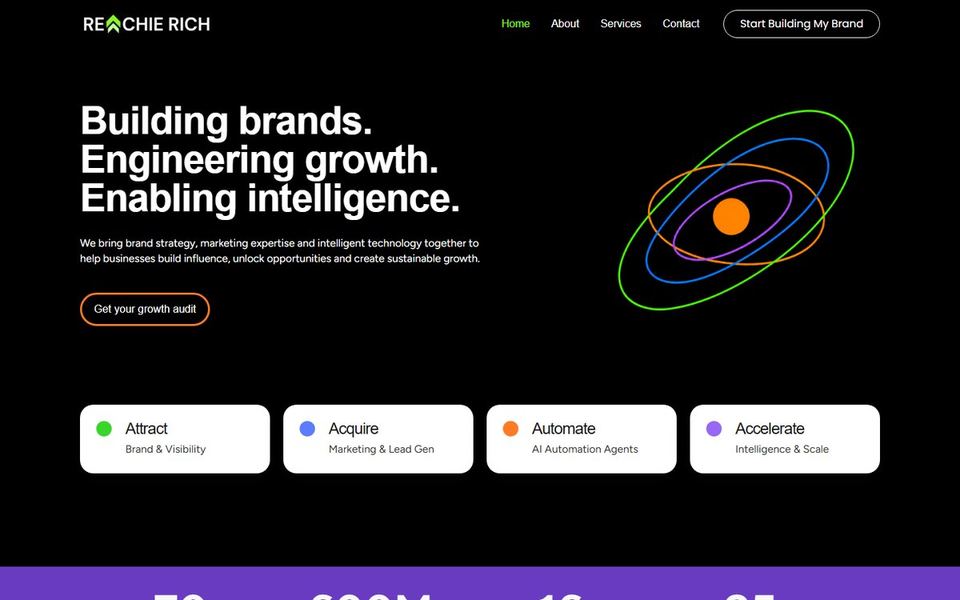 REACHIE RICH
Home
About
Services
Contact
Start Building My Brand
Building brands.
Engineering growth.
Enabling intelligence.
We bring brand strategy, marketing expertise and intelligent technology together to
help businesses build influence, unlock opportunities and create sustainable growth.
Get your growth audit
Attract
Brand & Visibility
Acquire
Marketing & Lead Gen
Automate
AI Automation Agents
Accelerate
Intelligence & Scale